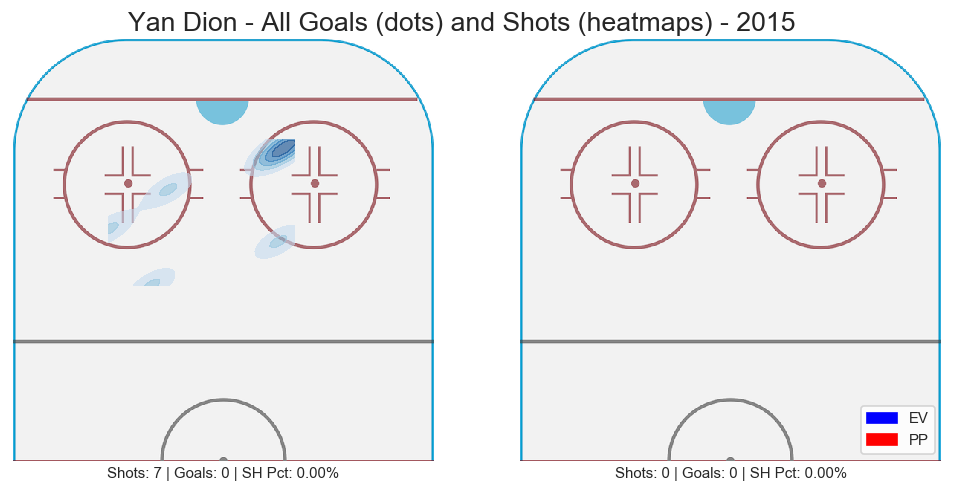 Yan Dion - All Goals (dots) and Shots (heatmaps) - 2015
EV
PP
Shots: 7 | Goals: 0 | SH Pct: 0.00%
Shots: 0 | Goals: 0 | SH Pct: 0.00%